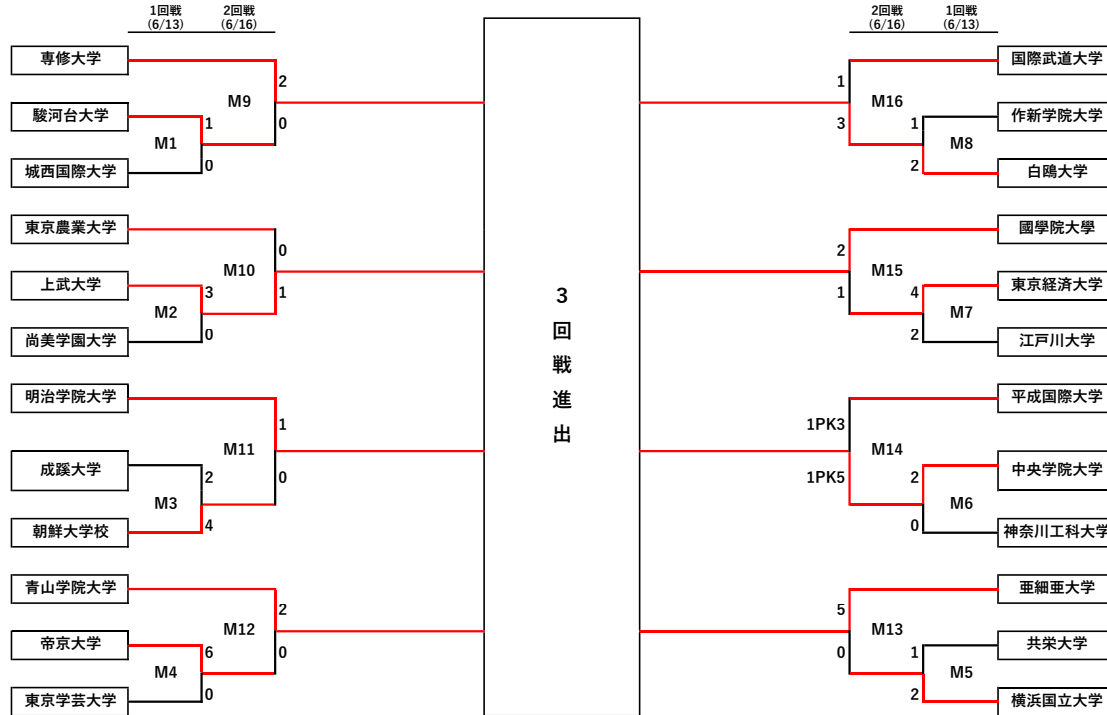 1回戦
(6/13)
2回戦
(6/16)
2回戦
(6/16)
1回戦
(6/13)
専修大学
2
M9
0
駿河台大学
1
M1
0
城西国際大学
東京農業大学
0
M10
1
上武大学
3
M2
0
尚美学園大学
明治学院大学
1
M11
0
成蹊大学
2
M3
4
朝鮮大学校
青山学院大学
2
M12
0
帝京大学
6
M4
0
東京学芸大学
3
回
戦
進
出
国際武道大学
1
M16
3
作新学院大学
1
M8
2
白鴎大学
國學院大學
2
M15
1
東京経済大学
4
M7
2
江戸川大学
平成国際大学
1PK3
M14
1PK5
中央学院大学
2
M6
0
神奈川工科大学
亜細亜大学
5
M13
0
共栄大学
1
M5
2
横浜国立大学